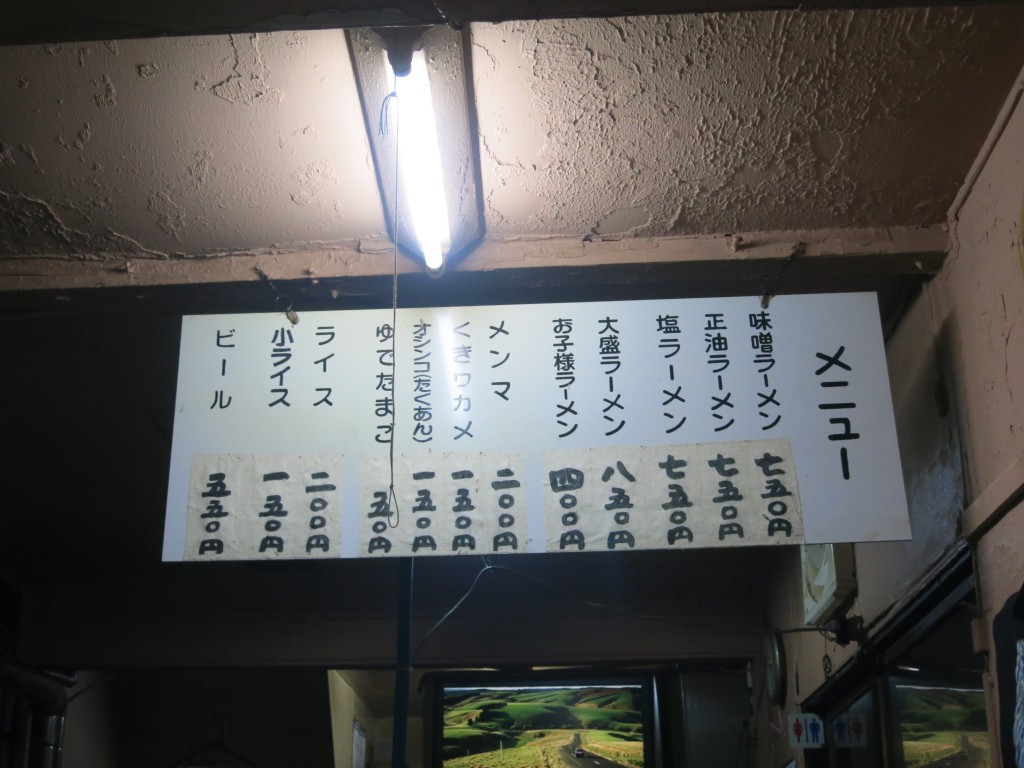 メニュー
味噌ラーメン 七五〇円
正油ラーメン 七五〇円
塩ラーメン 七五〇円
大盛ラーメン 八五〇円
お子様ラーメン 四〇〇円
メンマ 二〇〇円
くきワカメ 一五〇円
オシンコ(たくあん) 一五〇円
ゆでたまご 五〇円
ライス 二〇〇円
小ライス 一五〇円
ビール 五五〇円